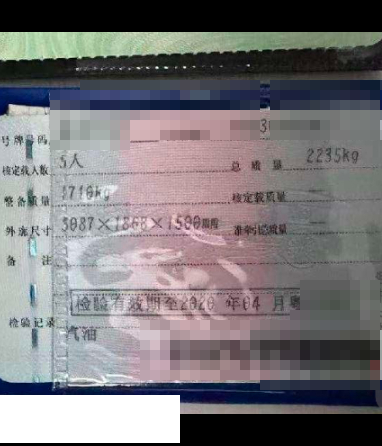 号牌号码
核定载人数 5人 总质量 2235kg
整备质量 1710kg 核定载质量
外廓尺寸 5087×1868×1500 准牵引总质量
备注
检验有效期至2020年04月粤
检验记录
汽油